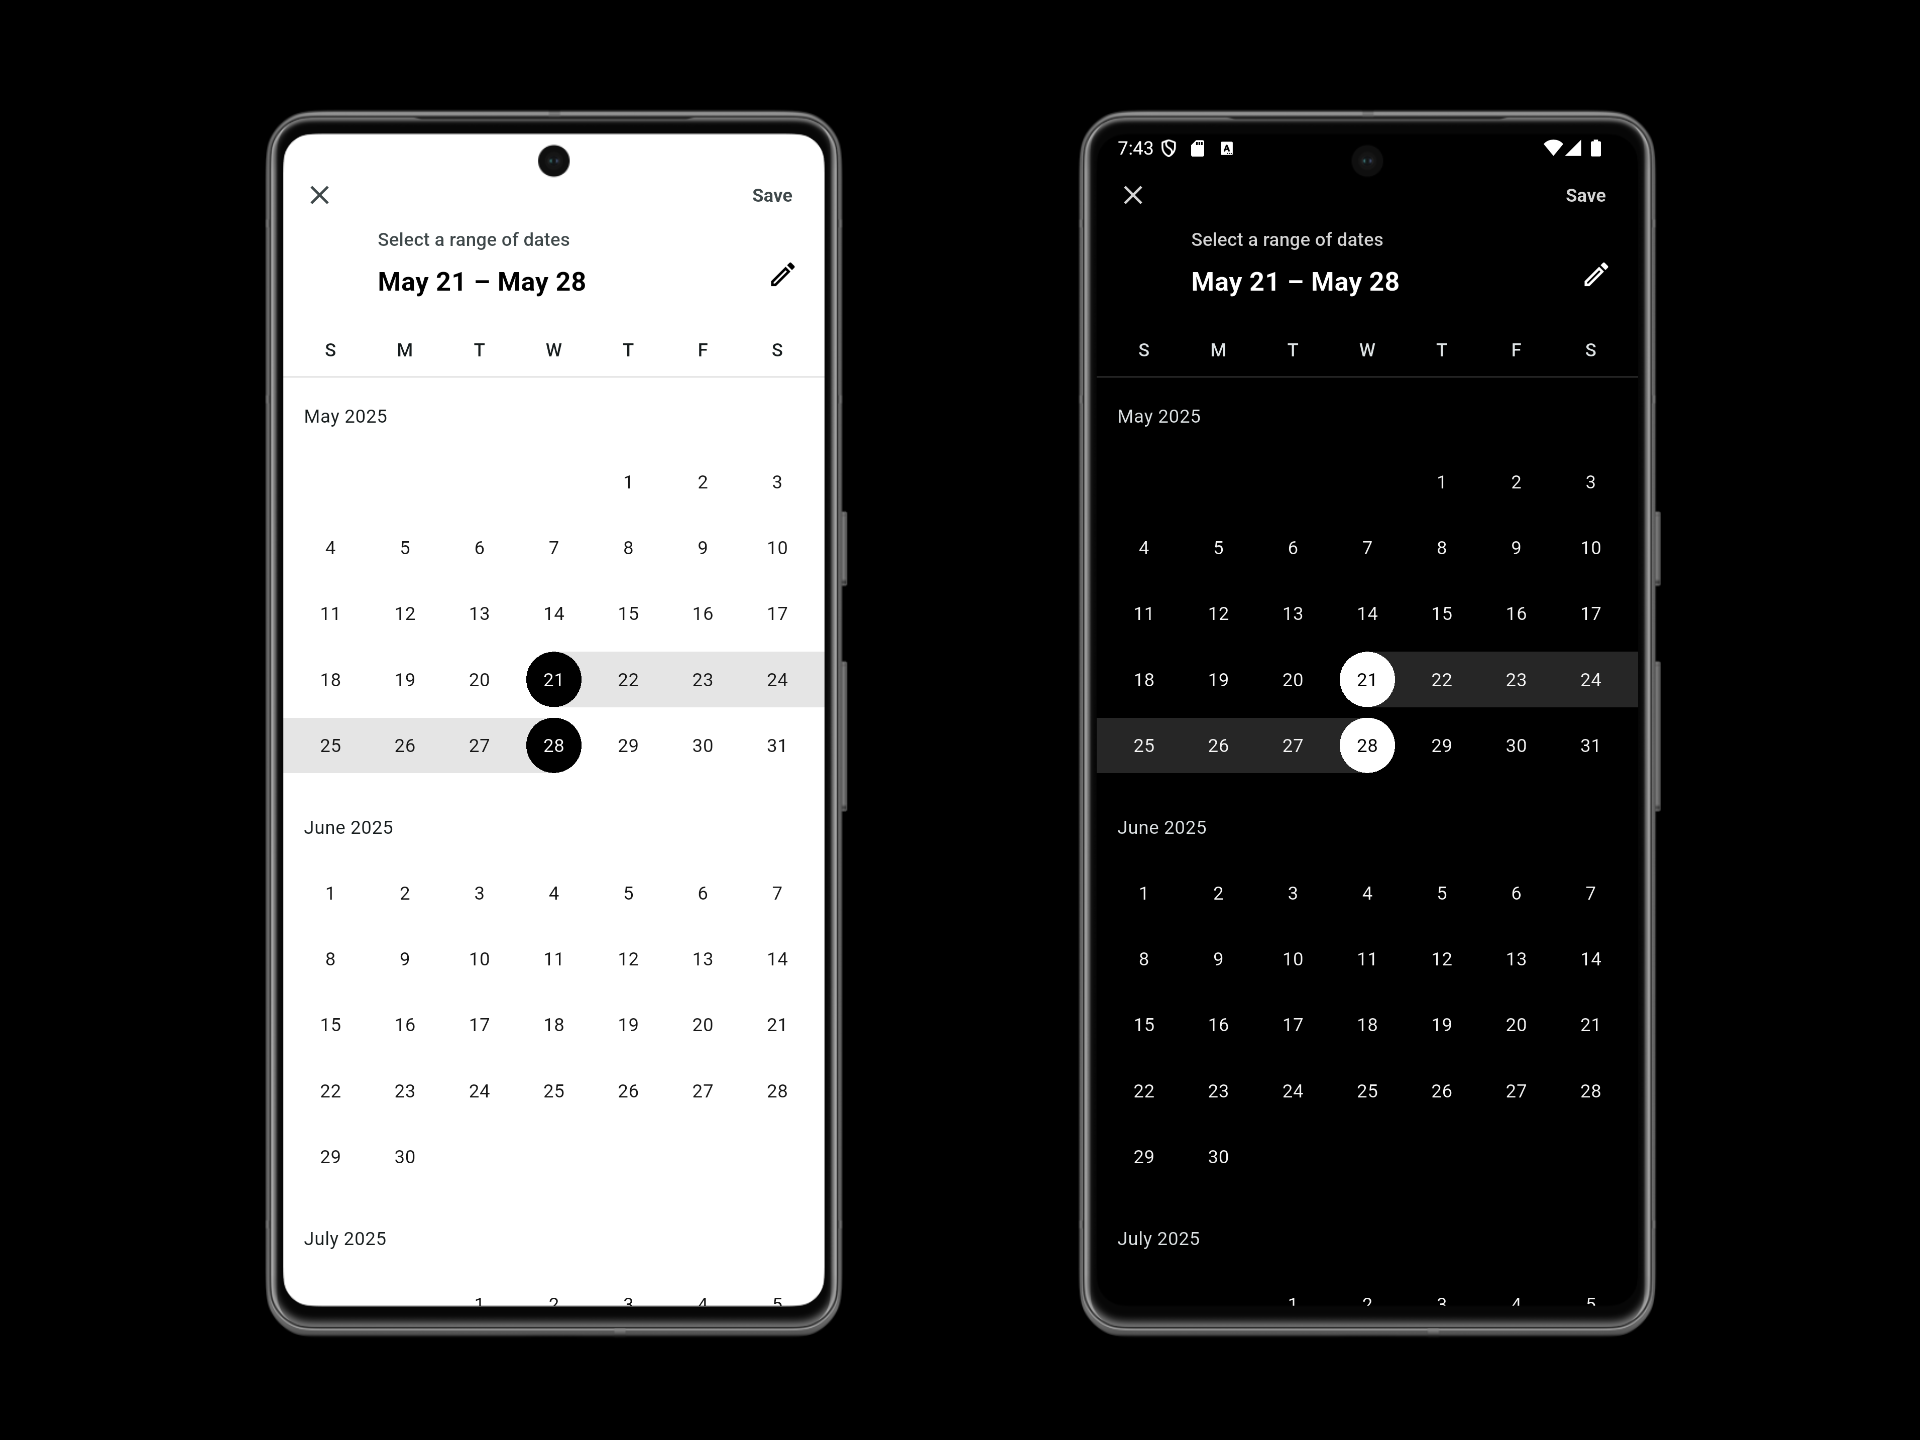 Save
Select a range of dates
May 21 – May 28
S M T W T F S
May 2025
1 2 3
4 5 6 7 8 9 10
11 12 13 14 15 16 17
18 19 20 21 22 23 24
25 26 27 28 29 30 31
June 2025
1 2 3 4 5 6 7
8 9 10 11 12 13 14
15 16 17 18 19 20 21
22 23 24 25 26 27 28
29 30
July 2025
1 2 3 4 5
7:43 A
Save
Select a range of dates
May 21 – May 28
S M T W T F S
May 2025
1 2 3
4 5 6 7 8 9 10
11 12 13 14 15 16 17
18 19 20 21 22 23 24
25 26 27 28 29 30 31
June 2025
1 2 3 4 5 6 7
8 9 10 11 12 13 14
15 16 17 18 19 20 21
22 23 24 25 26 27 28
29 30
July 2025
1 2 3 4 5